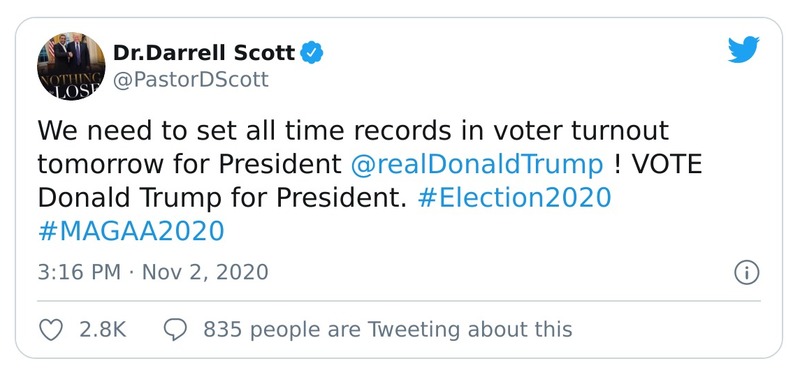 Dr.Darrell Scott
@PastorDScott
NOTHING
LOSE
We need to set all time records in voter turnout
tomorrow for President @realDonaldTrump ! VOTE
Donald Trump for President. #Election2020
#MAGAA2020
3:16 PM · Nov 2, 2020
2.8K 835 people are Tweeting about this